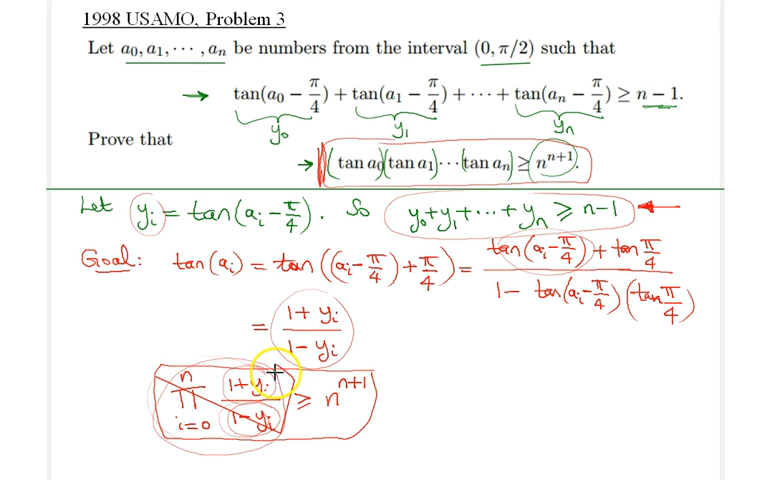 1998 USAMO, Problem 3
Let a₀, a₁, ⋯ , aₙ be numbers from the interval (0, π/2) such that
→ tan(a₀ − π/4) + tan(a₁ − π/4) + ⋯ + tan(aₙ − π/4) ≥ n − 1.
y₀ y₁ yₙ
Prove that
→ (tan a₀)(tan a₁)⋯(tan aₙ) ≥ nⁿ⁺¹.
Let yᵢ = tan(aᵢ − π/4). So y₀+y₁+⋯+yₙ ≥ n−1 ←
Goal: tan(aᵢ) = tan((aᵢ − π/4) + π/4) = (tan(aᵢ − π/4) + tan π/4) / (1 − tan(aᵢ − π/4)(tan π/4))
= (1 + yᵢ) / (1 − yᵢ)
∏ᵢ₌₀ⁿ (1 + yᵢ) / (1 − yᵢ) ≥ nⁿ⁺¹